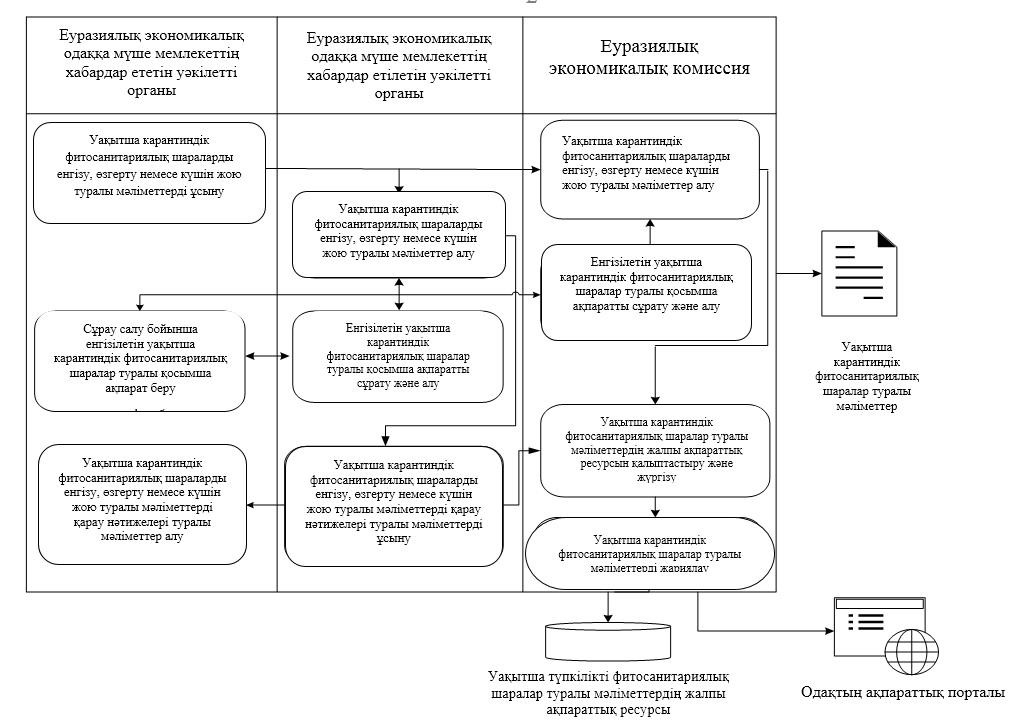 Еуразиялық экономикалық
одаққа мүше мемлекеттің
хабардар ететін уәкілетті
органы
Еуразиялық экономикалық
одаққа мүше мемлекеттің
хабардар етілетін уәкілетті
органы
Еуразиялық
экономикалық комиссия
Уақытша карантиндік
фитосанитариялық шараларды
енгізу, өзгерту немесе күшін жою
туралы мәліметтерді ұсыну
Уақытша карантиндік
фитосанитариялық шараларды
енгізу, өзгерту немесе күшін
жою туралы мәліметтер алу
Уақытша карантиндік
фитосанитариялық шараларды
енгізу, өзгерту немесе күшін
жою туралы мәліметтер алу
Енгізілетін уақытша
карантиндік фитосанитариялық
шаралар туралы қосымша
ақпаратты сұрату және алу
Сұрау салу бойынша
енгізілетін уақытша
карантиндік фитосанитариялық
шаралар туралы қосымша
ақпарат беру
Енгізілетін уақытша
карантиндік
фитосанитариялық шаралар
туралы қосымша ақпаратты
сұрату және алу
Уақытша
карантиндік
фитосанитариялық
шаралар туралы
мәліметтер
Уақытша карантиндік
фитосанитариялық шаралар туралы
мәліметтердің жалпы ақпараттық
ресурсын қалыптастыру және
жүргізу
Уақытша карантиндік
фитосанитариялық шараларды
енгізу, өзгерту немесе күшін
жою туралы мәліметтерді
қарау нәтижелері туралы
мәліметтер алу
Уақытша карантиндік
фитосанитариялық шараларды
енгізу, өзгерту немесе күшін
жою туралы мәліметтерді қарау
нәтижелері туралы мәліметтерді
ұсыну
Уақытша карантиндік
фитосанитариялық шаралар туралы
мәліметтерді жариялау
Уақытша түпкілікті фитосанитариялық
шаралар туралы мәліметтердің жалпы
ақпараттық ресурсы
Одақтың ақпараттық порталы